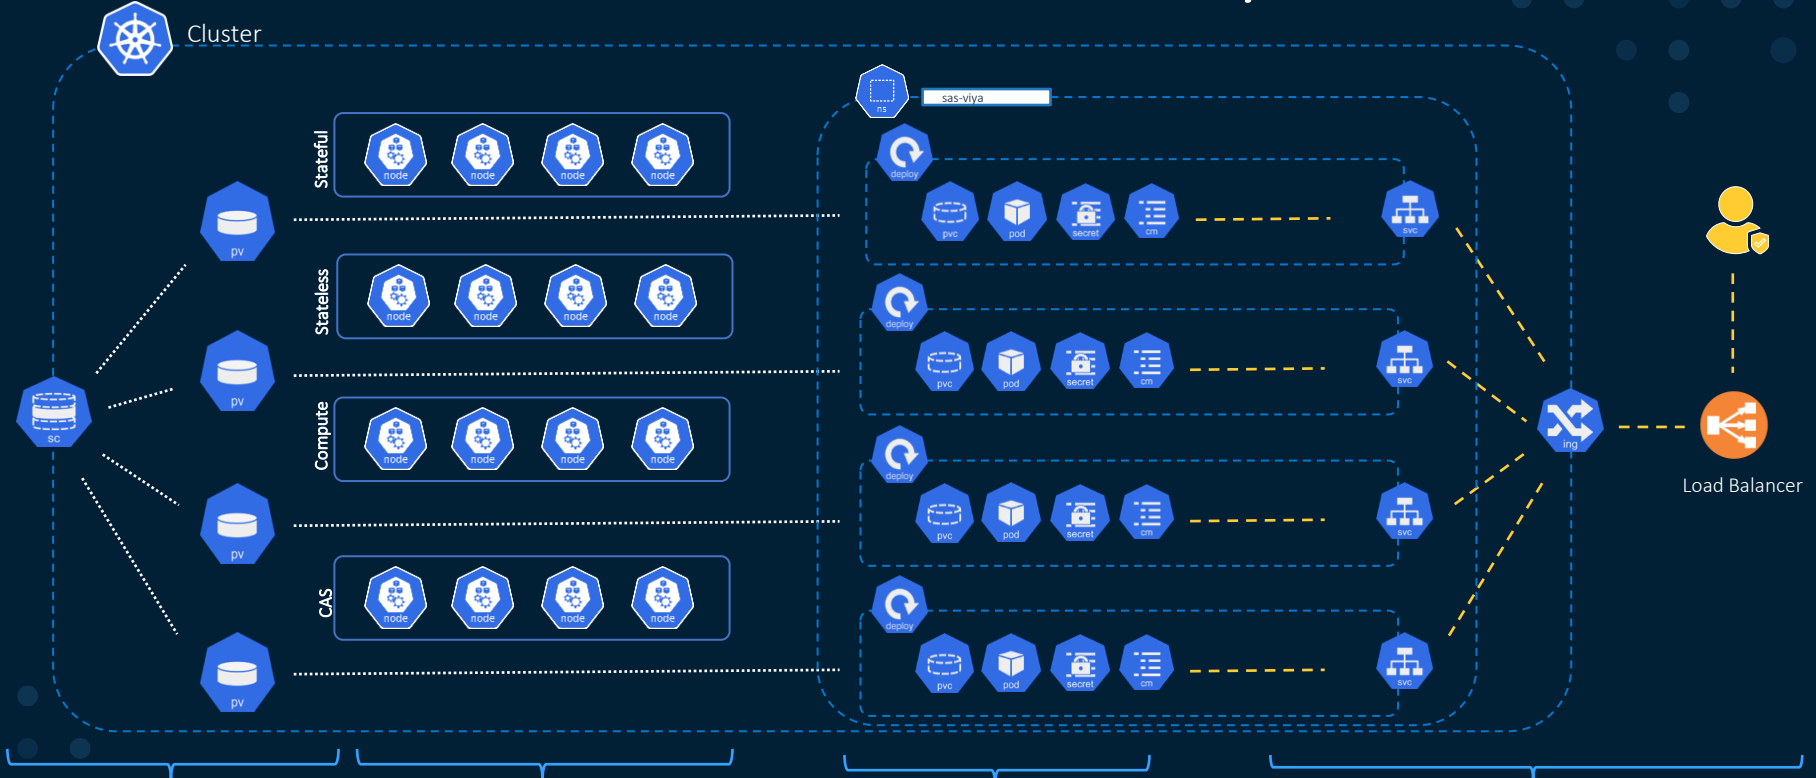 Cluster
ns
sas-viya
Stateful
node node node node
deploy
pvc pod secret cm svc
pv
Stateless
node node node node
deploy
pvc pod secret cm svc
pv
sc
ing
Compute
node node node node
deploy
Load Balancer
pvc pod secret cm svc
pv
CAS
node node node node
deploy
pvc pod secret cm svc
pv